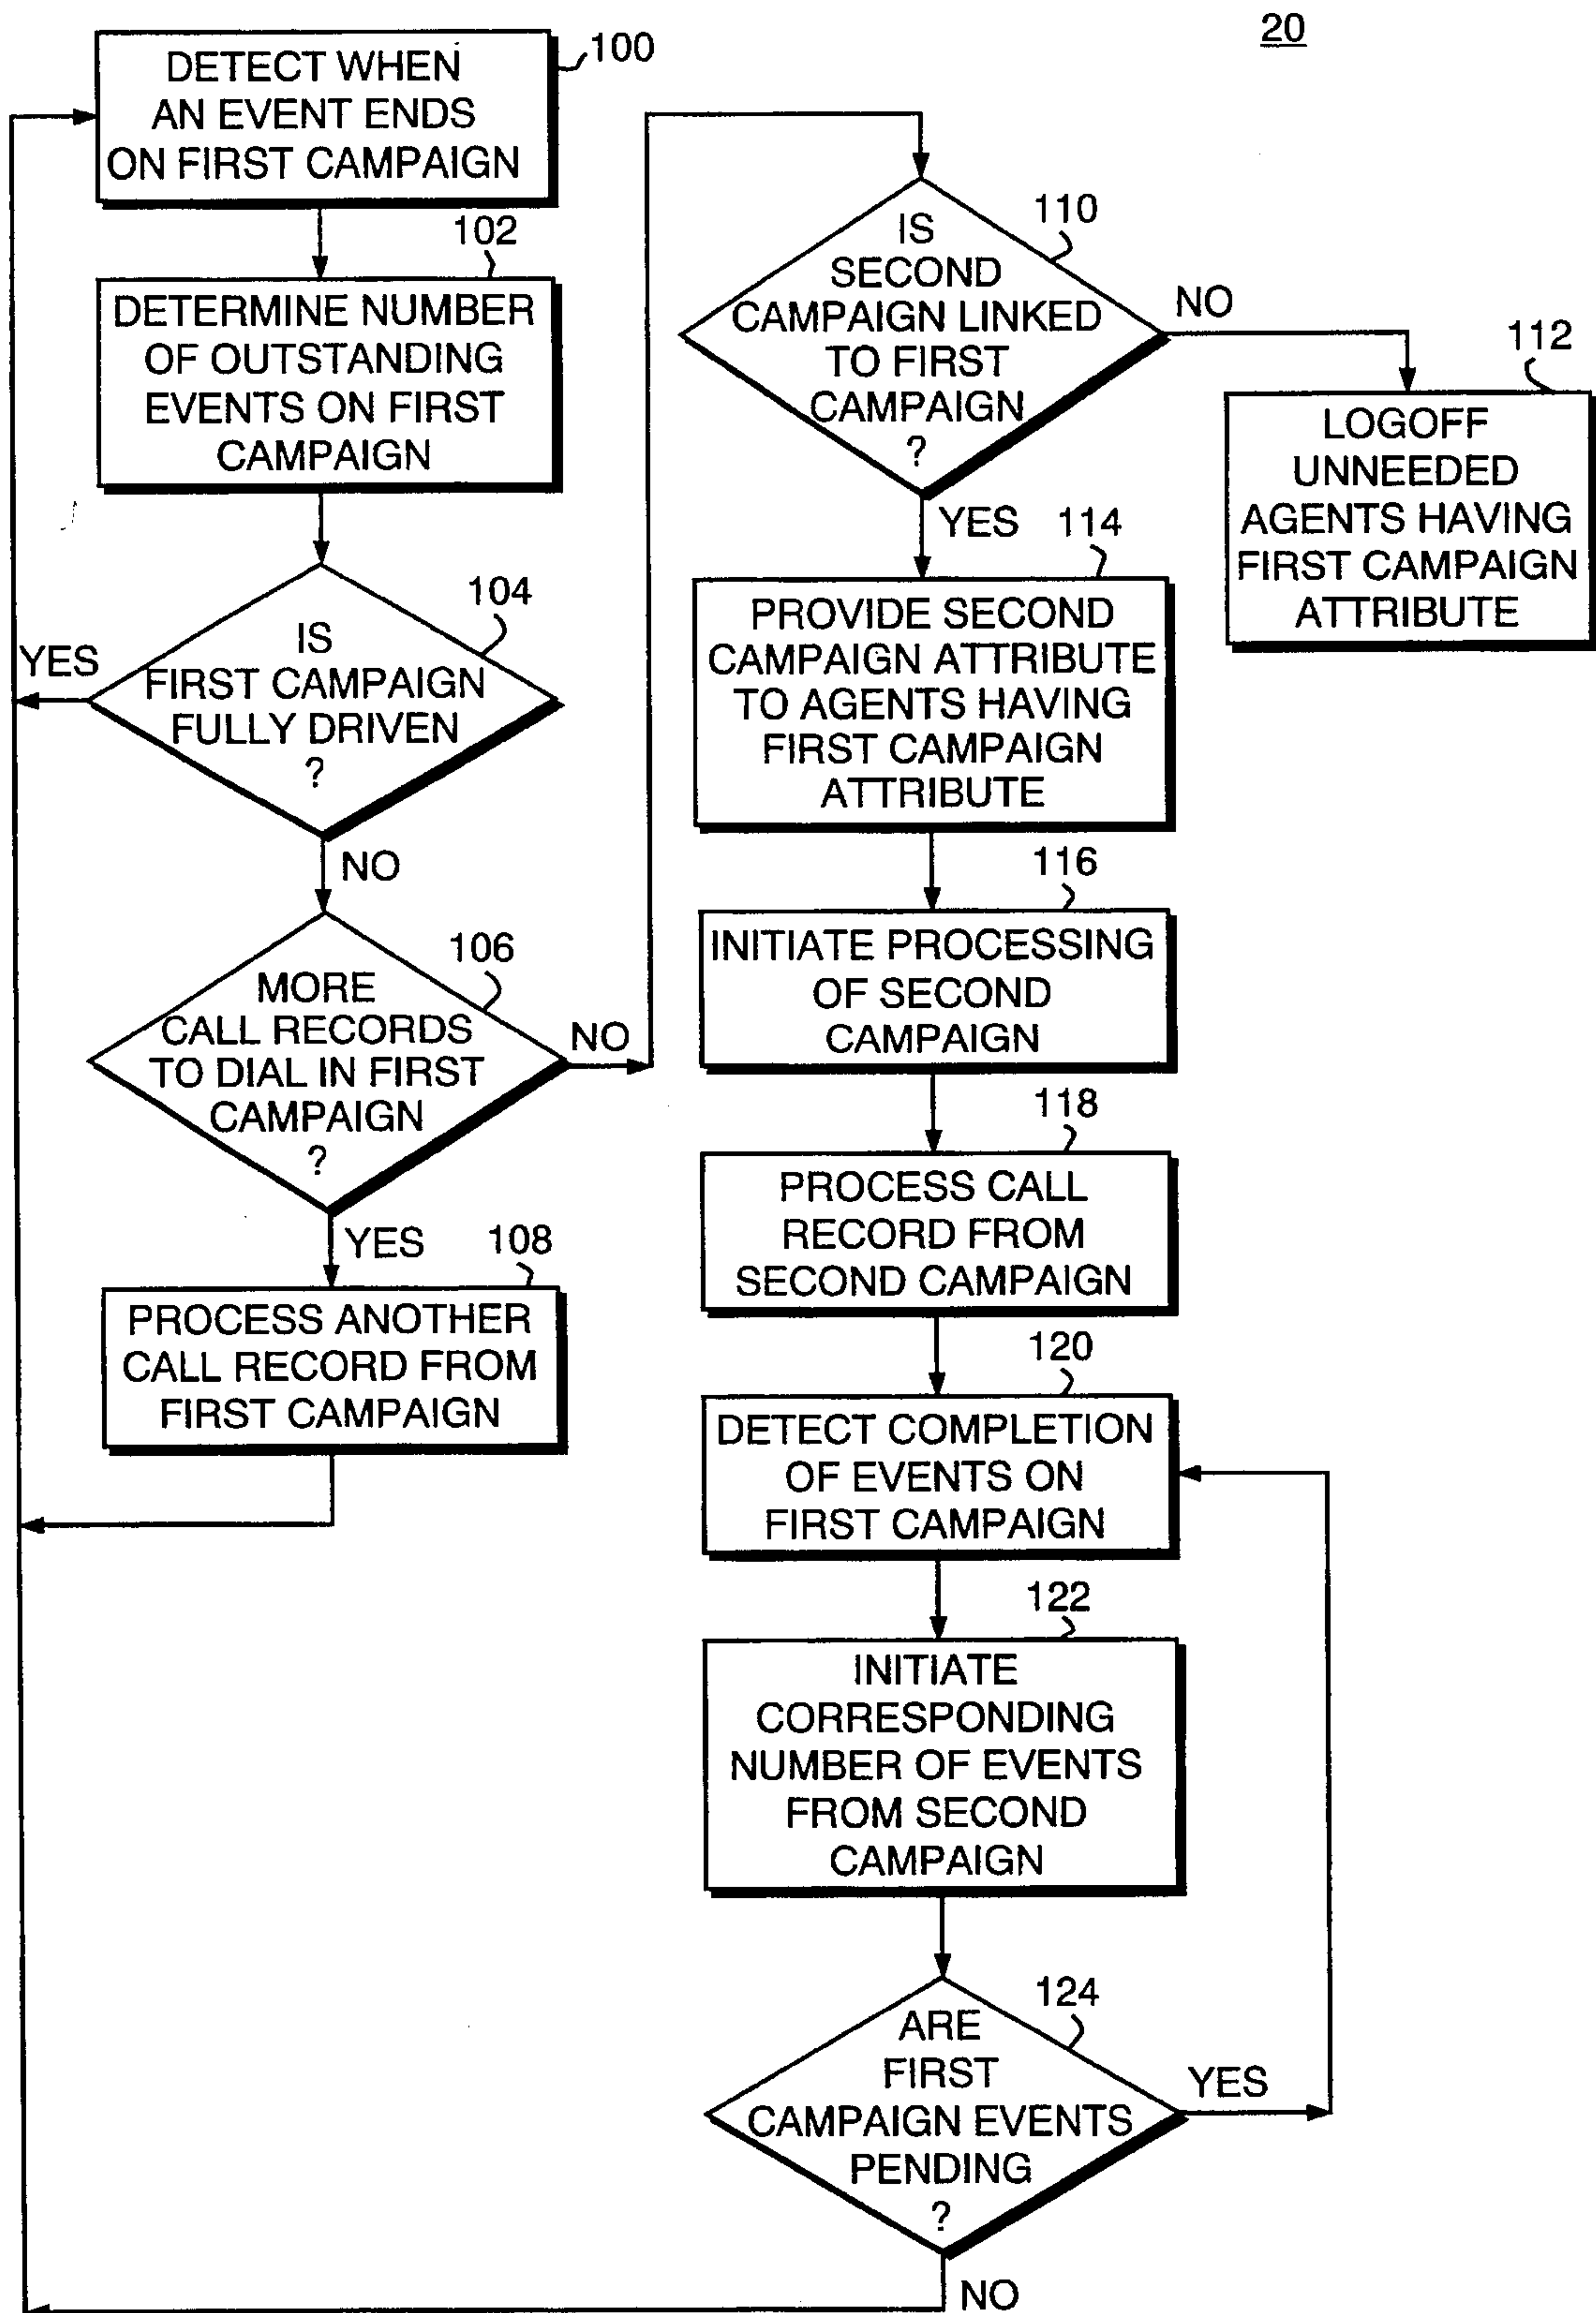 20
DETECT WHEN
AN EVENT ENDS
ON FIRST CAMPAIGN
100
102
DETERMINE NUMBER
OF OUTSTANDING
EVENTS ON FIRST
CAMPAIGN
104
IS
FIRST CAMPAIGN
FULLY DRIVEN
?
YES
NO
106
MORE
CALL RECORDS
TO DIAL IN FIRST
CAMPAIGN
?
NO
YES
108
PROCESS ANOTHER
CALL RECORD FROM
FIRST CAMPAIGN
110
IS
SECOND
CAMPAIGN LINKED
TO FIRST
CAMPAIGN
?
NO
112
LOGOFF
UNNEEDED
AGENTS HAVING
FIRST CAMPAIGN
ATTRIBUTE
YES
114
PROVIDE SECOND
CAMPAIGN ATTRIBUTE
TO AGENTS HAVING
FIRST CAMPAIGN
ATTRIBUTE
116
INITIATE PROCESSING
OF SECOND
CAMPAIGN
118
PROCESS CALL
RECORD FROM
SECOND CAMPAIGN
120
DETECT COMPLETION
OF EVENTS ON
FIRST CAMPAIGN
122
INITIATE
CORRESPONDING
NUMBER OF EVENTS
FROM SECOND
CAMPAIGN
124
ARE
FIRST
CAMPAIGN EVENTS
PENDING
?
YES
NO